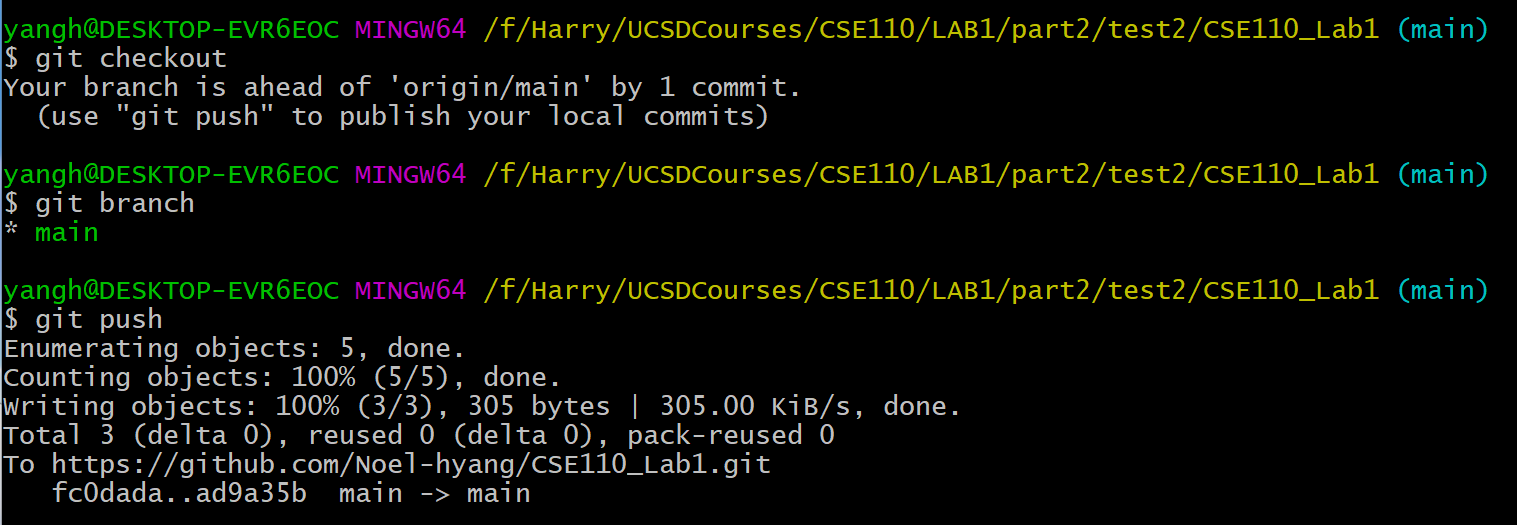 yangh@DESKTOP-EVR6EOC MINGW64 /f/Harry/UCSDCourses/CSE110/LAB1/part2/test2/CSE110_Lab1 (main)
$ git checkout
Your branch is ahead of 'origin/main' by 1 commit.
  (use "git push" to publish your local commits)

yangh@DESKTOP-EVR6EOC MINGW64 /f/Harry/UCSDCourses/CSE110/LAB1/part2/test2/CSE110_Lab1 (main)
$ git branch
* main

yangh@DESKTOP-EVR6EOC MINGW64 /f/Harry/UCSDCourses/CSE110/LAB1/part2/test2/CSE110_Lab1 (main)
$ git push
Enumerating objects: 5, done.
Counting objects: 100% (5/5), done.
Writing objects: 100% (3/3), 305 bytes | 305.00 KiB/s, done.
Total 3 (delta 0), reused 0 (delta 0), pack-reused 0
To https://github.com/Noel-hyang/CSE110_Lab1.git
   fc0dada..ad9a35b  main -> main